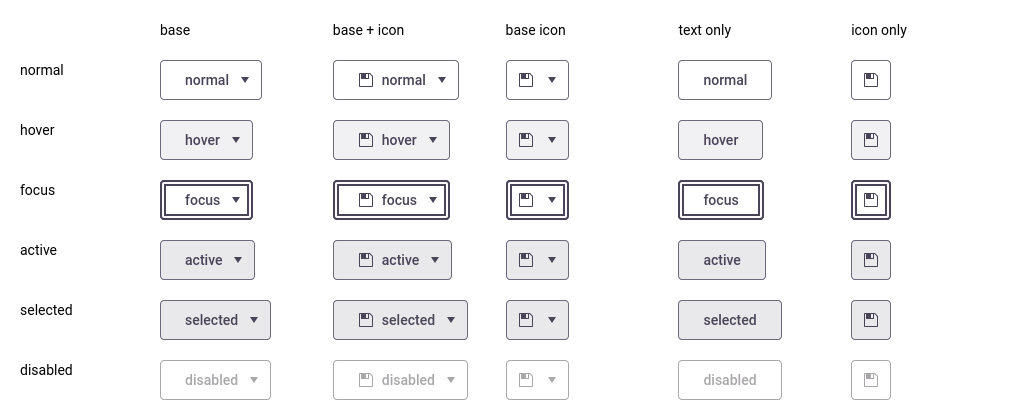 base base + icon base icon text only icon only
normal normal normal normal
hover hover hover hover
focus focus focus focus
active active active active
selected selected selected selected
disabled disabled disabled disabled